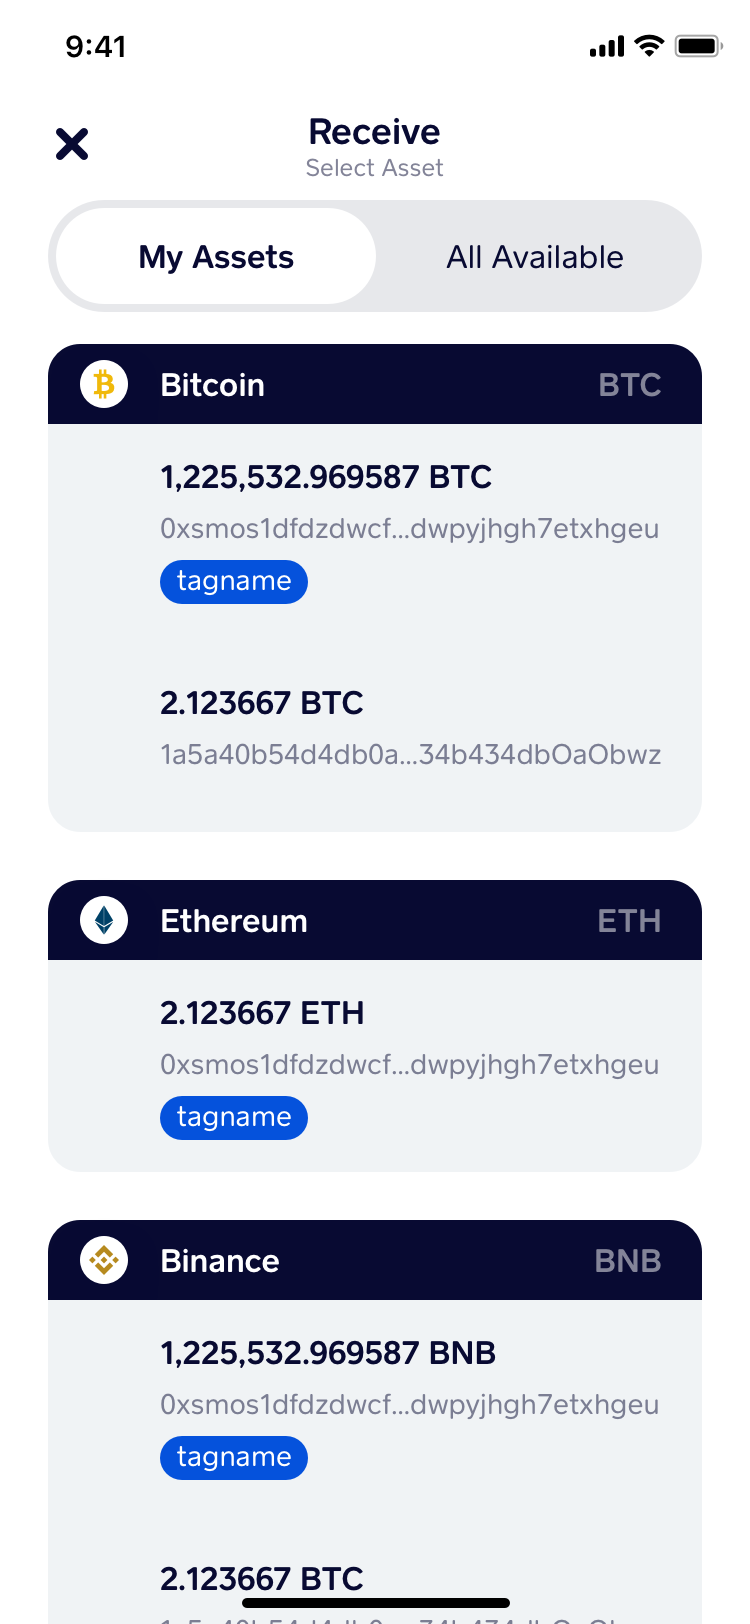 9:41
Receive
Select Asset
My Assets All Available
Bitcoin BTC
1,225,532.969587 BTC
0xsmos1dfdzdwcf...dwpyjhgh7etxhgeu
tagname
2.123667 BTC
1a5a40b54d4db0a...34b434dbOaObwz
Ethereum ETH
2.123667 ETH
0xsmos1dfdzdwcf...dwpyjhgh7etxhgeu
tagname
Binance BNB
1,225,532.969587 BNB
0xsmos1dfdzdwcf...dwpyjhgh7etxhgeu
tagname
2.123667 BTC